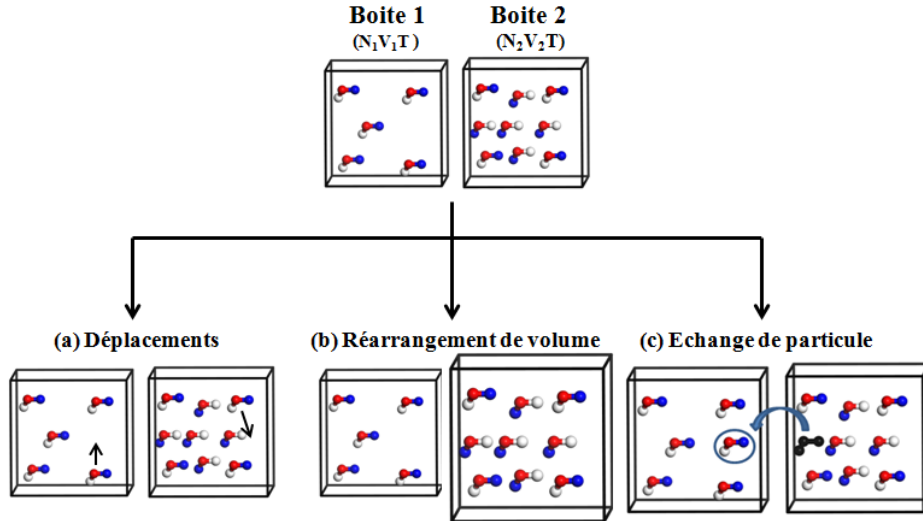 Boite 1
(N₁V₁T )
Boite 2
(N₂V₂T)
(a) Déplacements
(b) Réarrangement de volume
(c) Echange de particule